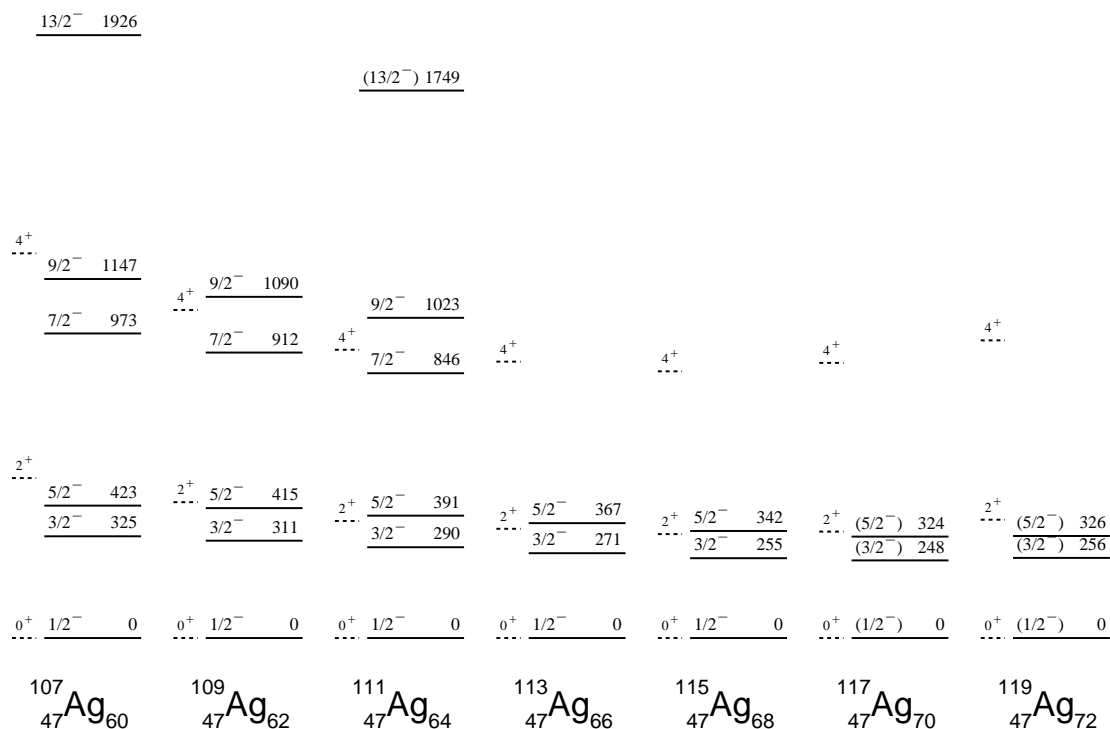 13/2⁻ 1926
(13/2⁻) 1749
4⁺
9/2⁻ 1147
9/2⁻ 1090
4⁺
9/2⁻ 1023
7/2⁻ 973
4⁺
7/2⁻ 912
4⁺
7/2⁻ 846
4⁺
4⁺
4⁺
2⁺
5/2⁻ 423
2⁺
5/2⁻ 415
2⁺
5/2⁻ 391
2⁺
5/2⁻ 367
2⁺
5/2⁻ 342
2⁺
(5/2⁻) 324
2⁺
(5/2⁻) 326
3/2⁻ 325
3/2⁻ 311
3/2⁻ 290
3/2⁻ 271
3/2⁻ 255
(3/2⁻) 248
(3/2⁻) 256
0⁺ 1/2⁻ 0
0⁺ 1/2⁻ 0
0⁺ 1/2⁻ 0
0⁺ 1/2⁻ 0
0⁺ 1/2⁻ 0
0⁺ (1/2⁻) 0
0⁺ (1/2⁻) 0
¹⁰⁷₄₇Ag₆₀
¹⁰⁹₄₇Ag₆₂
¹¹¹₄₇Ag₆₄
¹¹³₄₇Ag₆₆
¹¹⁵₄₇Ag₆₈
¹¹⁷₄₇Ag₇₀
¹¹⁹₄₇Ag₇₂